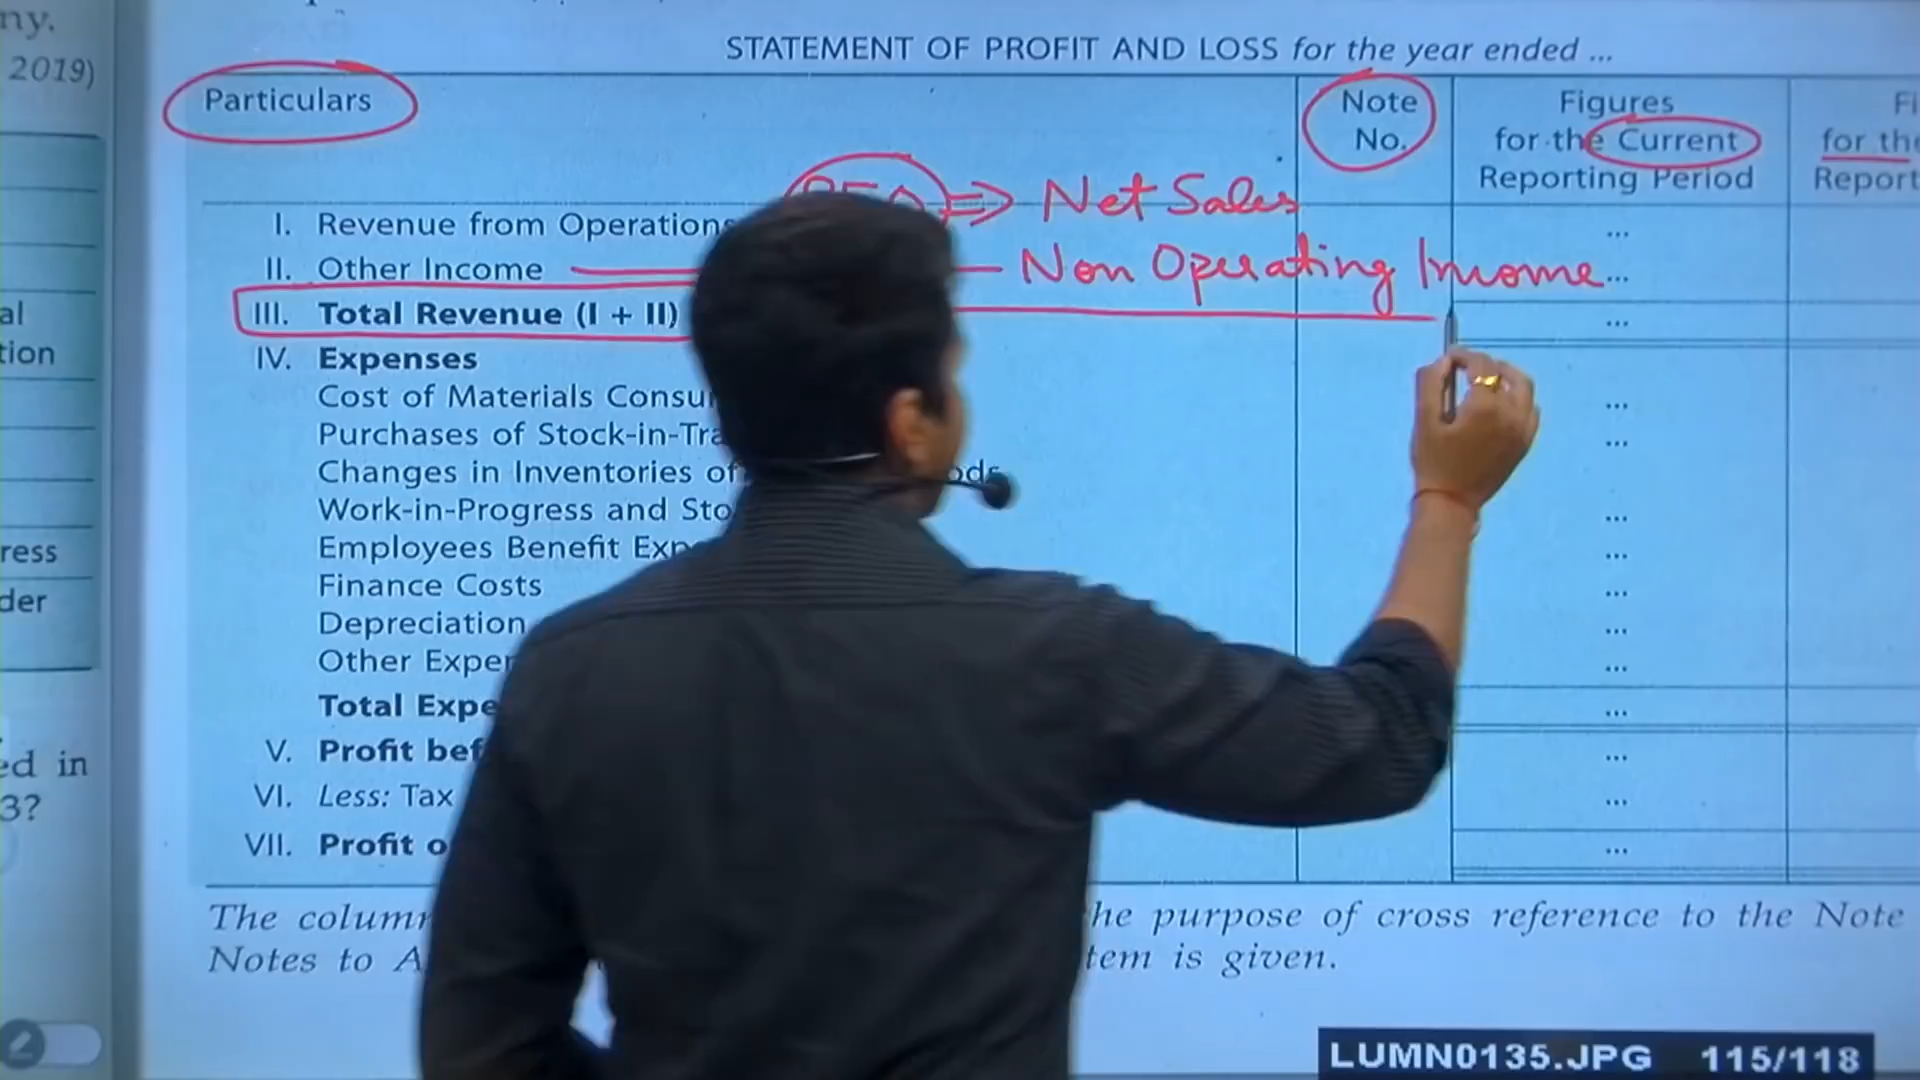 ny.
2019)
STATEMENT OF PROFIT AND LOSS for the year ended ...
Particulars
Note No.
Figures for the Current Reporting Period
for the
Report
⇒ Net Sales
I. Revenue from Operations
II. Other Income — Non Operating Income ...
III. Total Revenue (I + II) ...
IV. Expenses
Cost of Materials Consu ...
Purchases of Stock-in-Tra ...
Changes in Inventories of ods
Work-in-Progress and Sto ...
Employees Benefit Exp ...
Finance Costs ...
Depreciation ...
Other Exper ...
Total Expe ...
V. Profit bef ...
VI. Less: Tax ...
VII. Profit o ...
The column he purpose of cross reference to the Note
Notes to A tem is given.
al
tion
ress
der
ed in
3?
LUMN0135.JPG 115/118